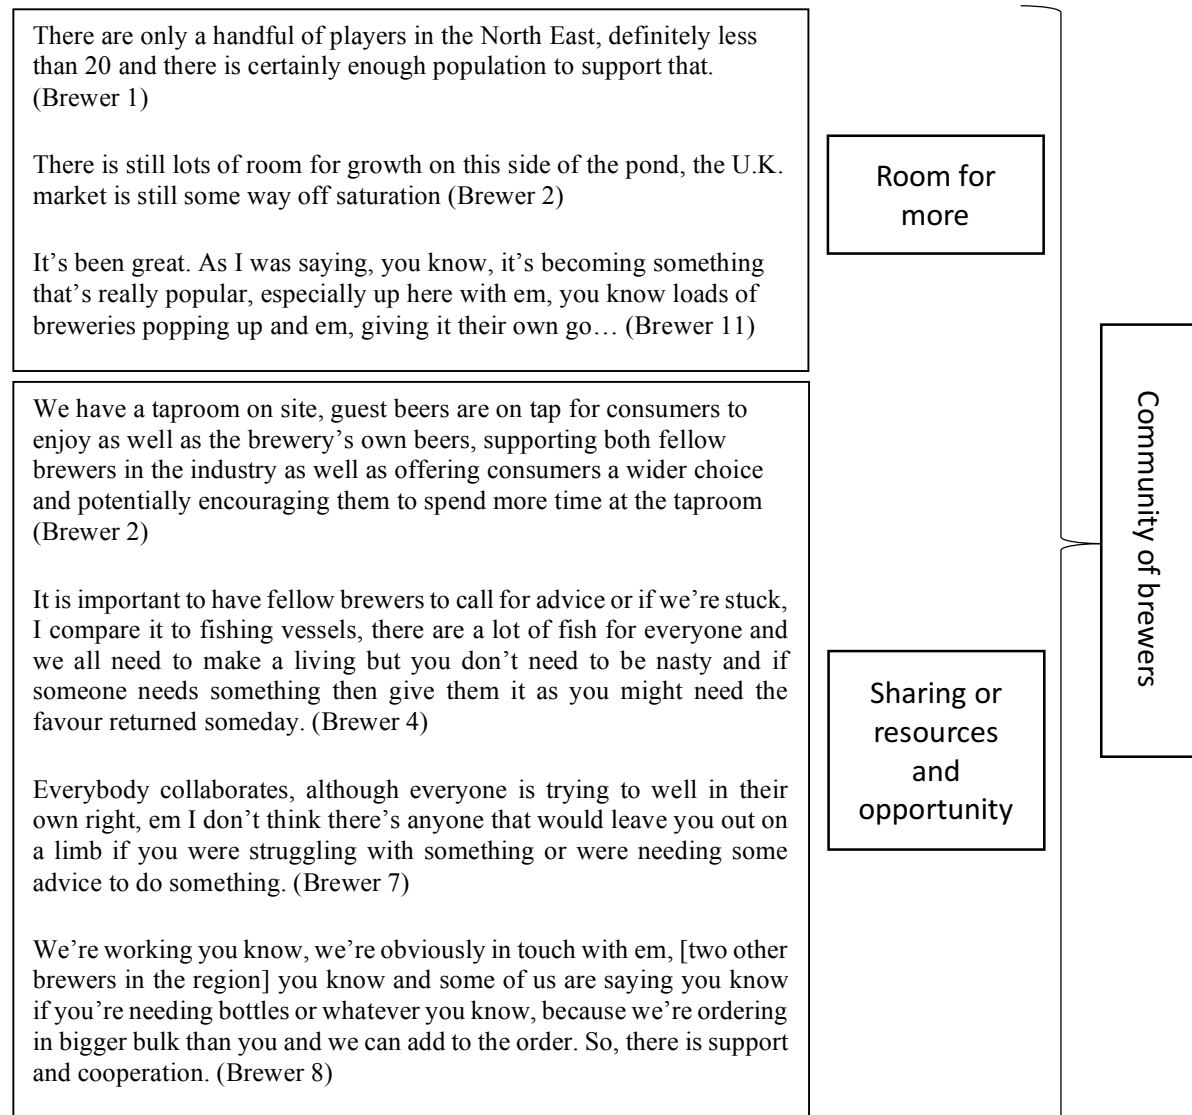 There are only a handful of players in the North East, definitely less
than 20 and there is certainly enough population to support that.
(Brewer 1)
There is still lots of room for growth on this side of the pond, the U.K.
market is still some way off saturation (Brewer 2)
It’s been great. As I was saying, you know, it’s becoming something
that’s really popular, especially up here with em, you know loads of
breweries popping up and em, giving it their own go… (Brewer 11)
Room for
more
We have a taproom on site, guest beers are on tap for consumers to
enjoy as well as the brewery’s own beers, supporting both fellow
brewers in the industry as well as offering consumers a wider choice
and potentially encouraging them to spend more time at the taproom
(Brewer 2)
It is important to have fellow brewers to call for advice or if we’re stuck,
I compare it to fishing vessels, there are a lot of fish for everyone and
we all need to make a living but you don’t need to be nasty and if
someone needs something then give them it as you might need the
favour returned someday. (Brewer 4)
Everybody collaborates, although everyone is trying to well in their
own right, em I don’t think there’s anyone that would leave you out on
a limb if you were struggling with something or were needing some
advice to do something. (Brewer 7)
We’re working you know, we’re obviously in touch with em, [two other
brewers in the region] you know and some of us are saying you know
if you’re needing bottles or whatever you know, because we’re ordering
in bigger bulk than you and we can add to the order. So, there is support
and cooperation. (Brewer 8)
Sharing or
resources
and
opportunity
Community of brewers